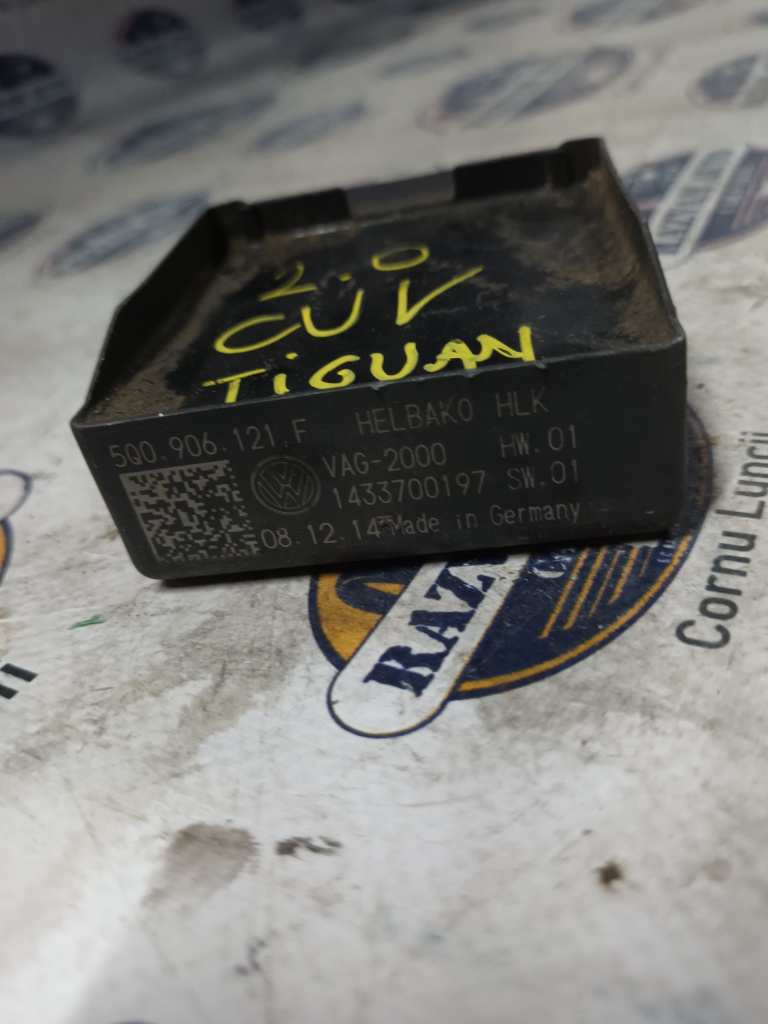 2.0
CUV
TIGUAN
5Q0.906.121.F HELBAKO HLK
VAG-2000 HW.01
1433700197 SW.01
08.12.14 Made in Germany
RAZV
Cornu Luncii